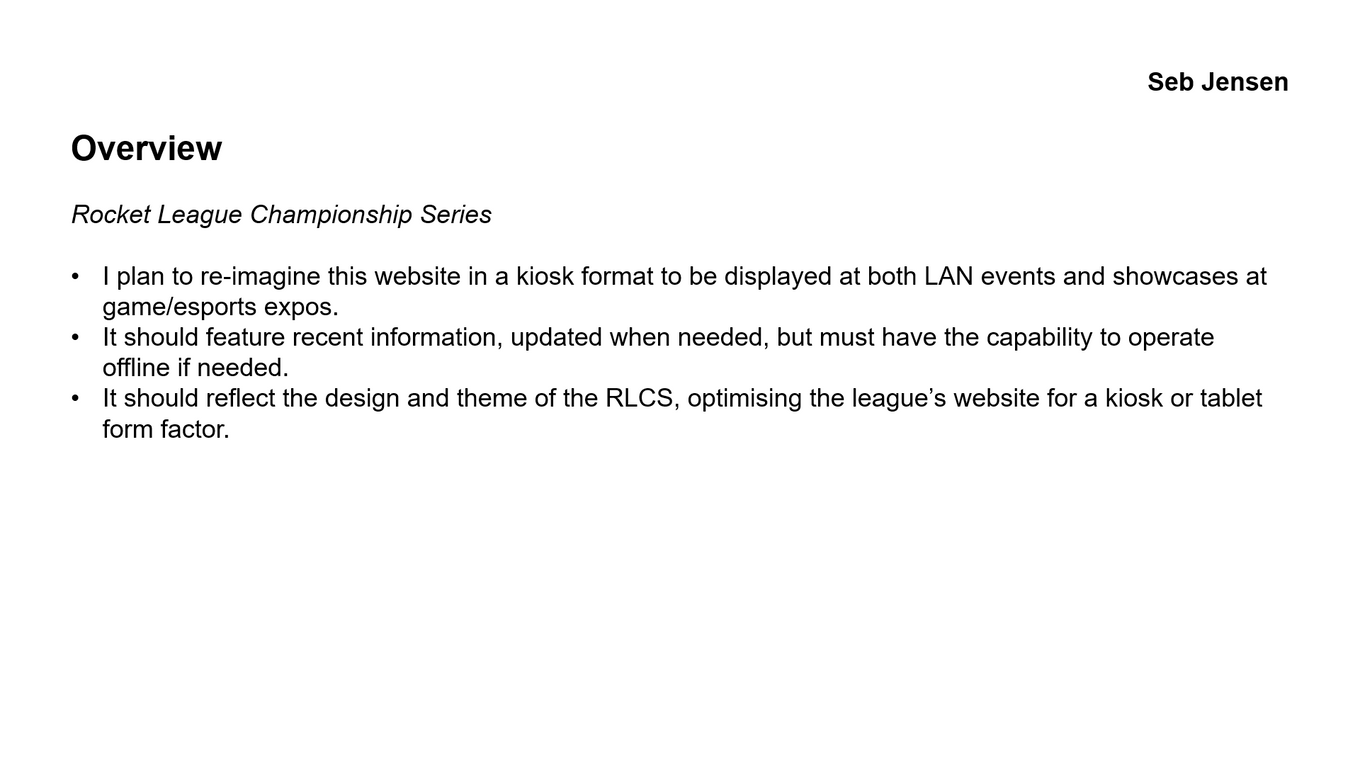 Seb Jensen
Overview
Rocket League Championship Series
• I plan to re-imagine this website in a kiosk format to be displayed at both LAN events and showcases at
game/esports expos.
• It should feature recent information, updated when needed, but must have the capability to operate
offline if needed.
• It should reflect the design and theme of the RLCS, optimising the league’s website for a kiosk or tablet
form factor.